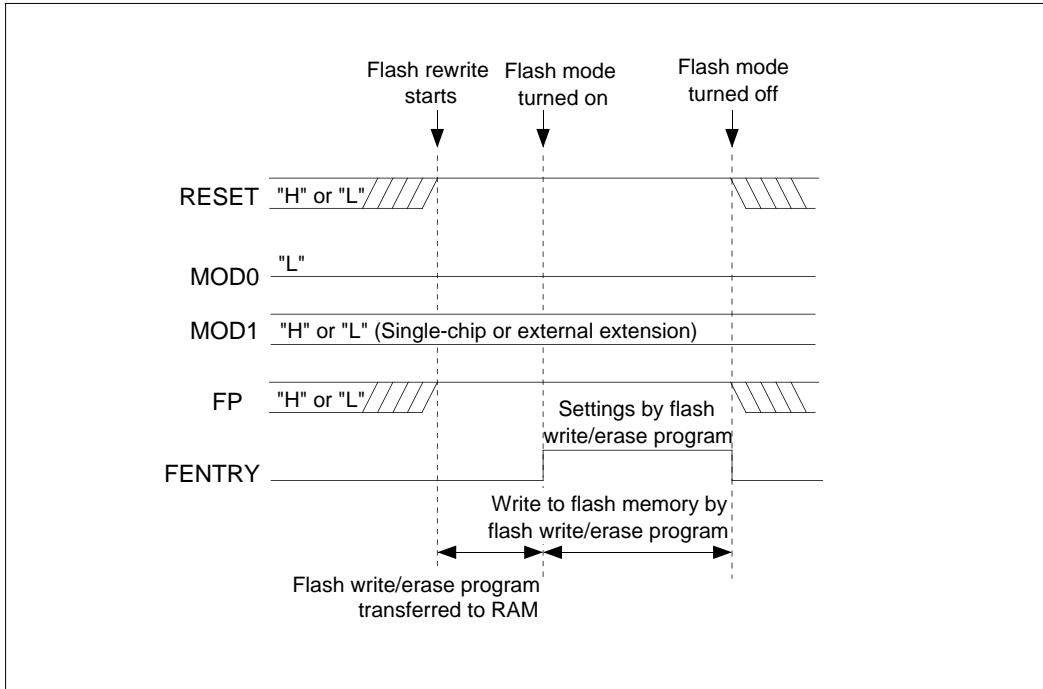 Flash rewrite
starts
Flash mode
turned on
Flash mode
turned off
RESET "H" or "L"
MOD0 "L"
MOD1 "H" or "L" (Single-chip or external extension)
FP "H" or "L"
Settings by flash
write/erase program
FENTRY
Write to flash memory by
flash write/erase program
Flash write/erase program
transferred to RAM